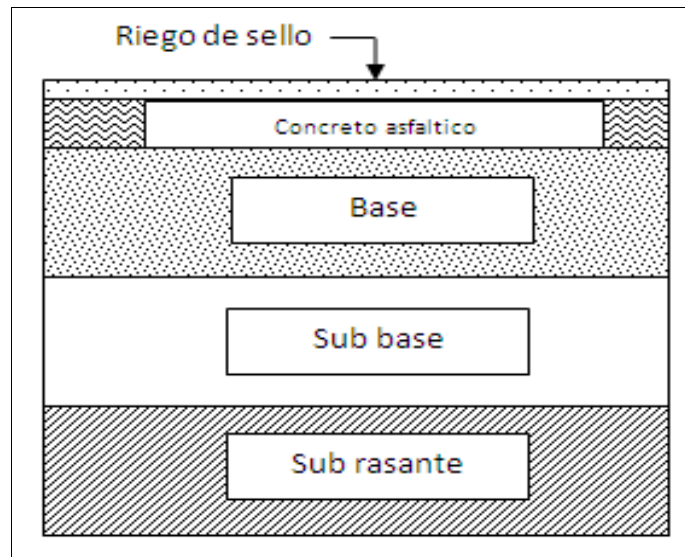 Riego de sello
Concreto asfaltico
Base
Sub base
Sub rasante